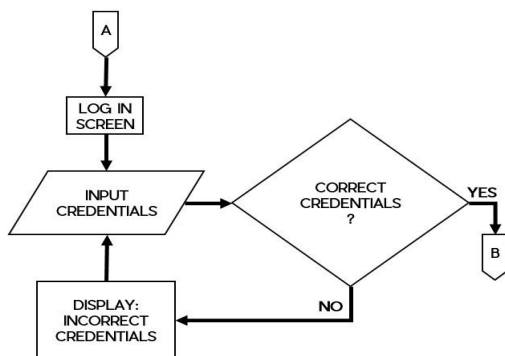 A
LOG IN
SCREEN
INPUT
CREDENTIALS
CORRECT
CREDENTIALS
?
YES
B
NO
DISPLAY:
INCORRECT
CREDENTIALS